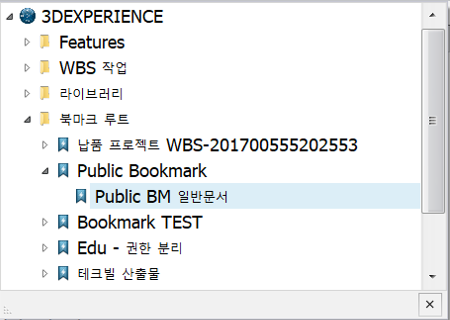 3DEXPERIENCE
Features
WBS 작업
라이브러리
북마크 루트
납품 프로젝트 WBS-201700555202553
Public Bookmark
Public BM 일반문서
Bookmark TEST
Edu - 권한 분리
테크빌 산출물